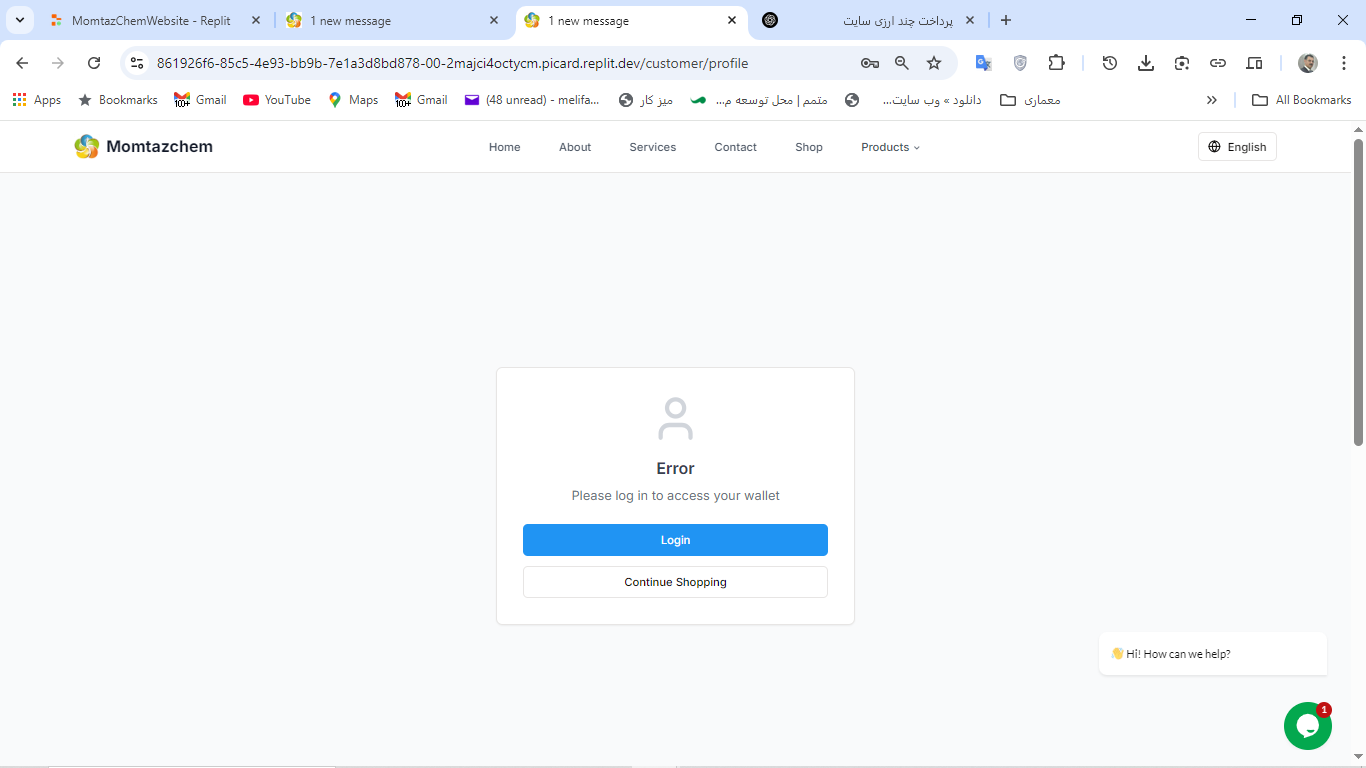 MomtazChemWebsite - Replit
1 new message
1 new message
پرداخت چند ارزی سایت
861926f6-85c5-4e93-bb9b-7e1a3d8bd878-00-2majci4octycm.picard.replit.dev/customer/profile
Apps
Bookmarks
100+
Gmail
YouTube
Maps
100+
Gmail
(48 unread) - melifa...
میز کار
متمم | محل توسعه م...
دانلود » وب سایت...
معماری
»
All Bookmarks
Momtazchem
Home
About
Services
Contact
Shop
Products
English
Error
Please log in to access your wallet
Login
Continue Shopping
👋 Hi! How can we help?
1